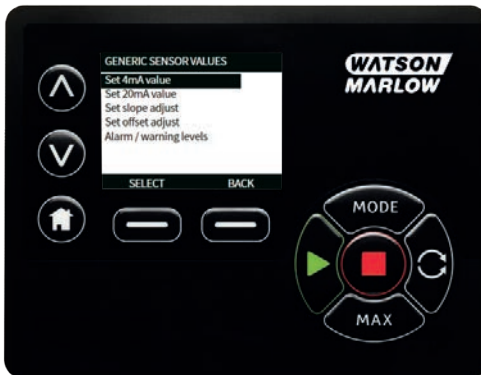 GENERIC SENSOR VALUES
Set 4mA value
Set 20mA value
Set slope adjust
Set offset adjust
Alarm / warning levels
SELECT BACK
WATSON
MARLOW
MODE
MAX